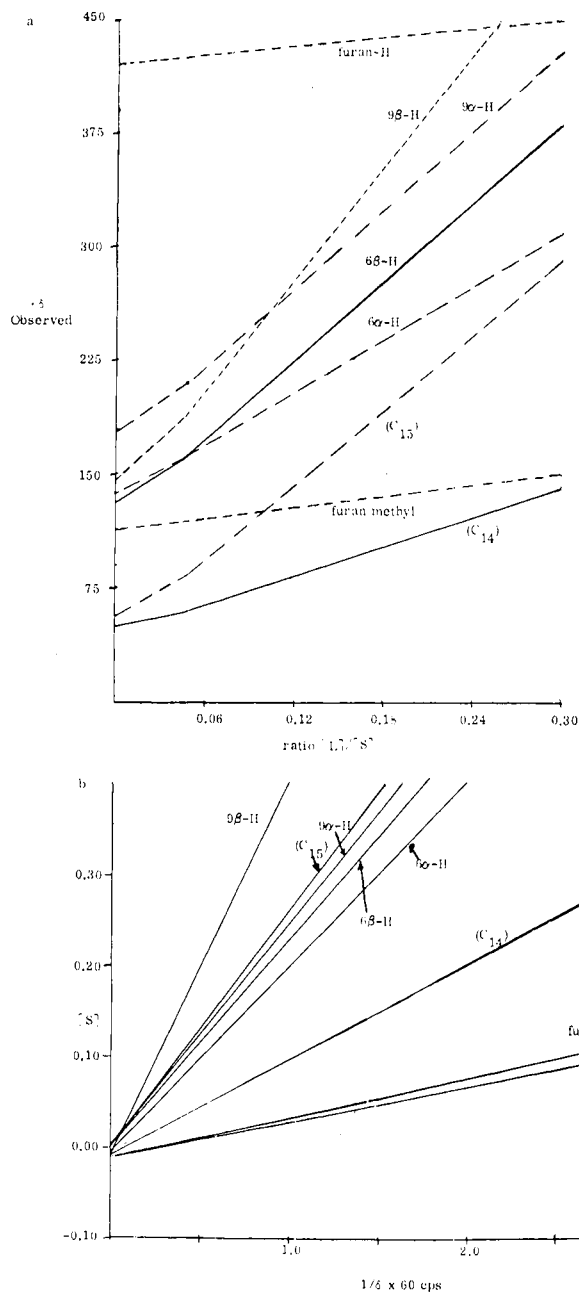 a
450
375
300
225
150
75
δ
Observed
furan-H
9β-H
9α-H
6β-H
6α-H
(C15)
furan methyl
(C14)
0.06
0.12
0.18
0.24
0.30
ratio [L]/[S]
b
9β-H
(C15)
9α-H
6β-H
6α-H
(C14)
fu
0.30
0.20
[S]
0.10
0.00
-0.10
1.0
2.0
1/δ x 60 cps